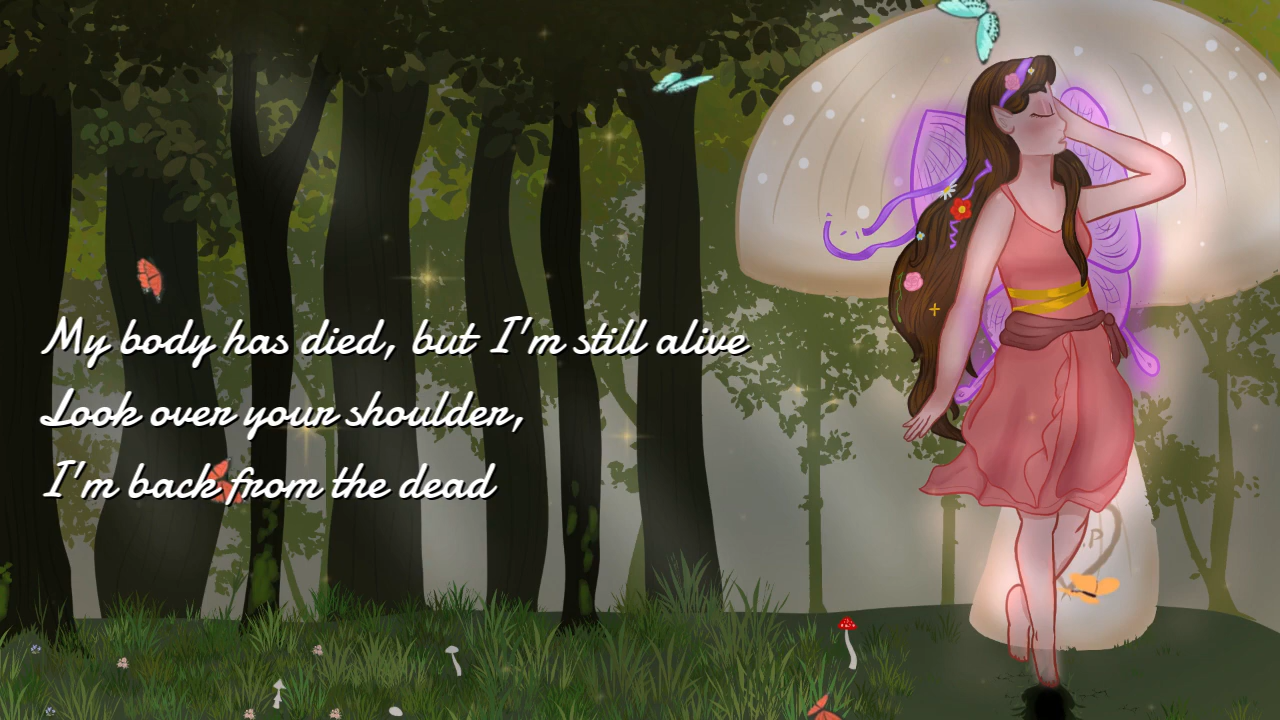 My body has died, but I'm still alive
Look over your shoulder,
I'm back from the dead
.P